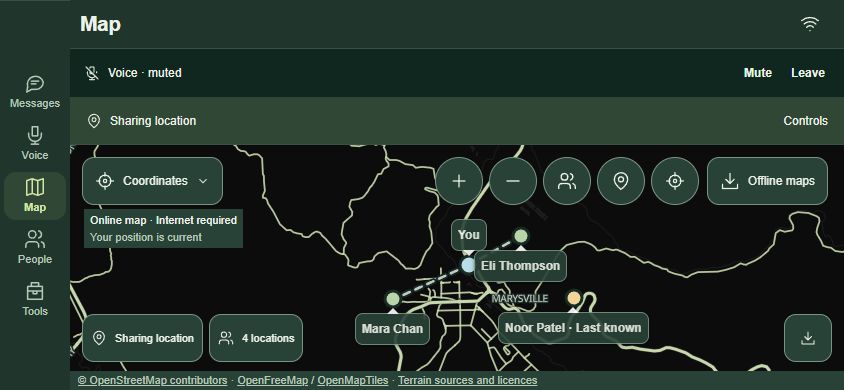 Map
Voice · muted
Mute
Leave
Sharing location
Controls
Messages
Voice
Map
People
Tools
Coordinates
Offline maps
Online map · Internet required
Your position is current
You
Eli Thompson
MARYSVILLE
Mara Chan
Noor Patel · Last known
Sharing location
4 locations
© OpenStreetMap contributors · OpenFreeMap / OpenMapTiles · Terrain sources and licences